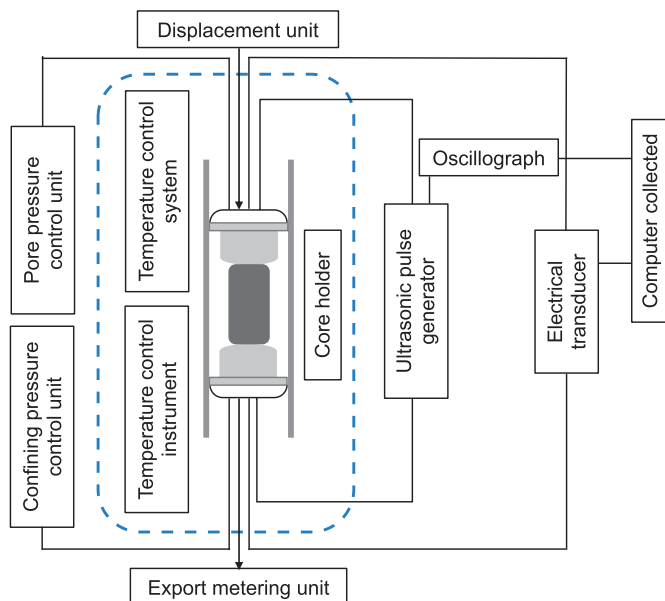 Displacement unit
Pore pressure
control unit
Temperature control
system
Oscillograph
Computer collected
Core holder
Ultrasonic pulse
generator
Electrical
transducer
Confining pressure
control unit
Temperature control
instrument
Export metering unit